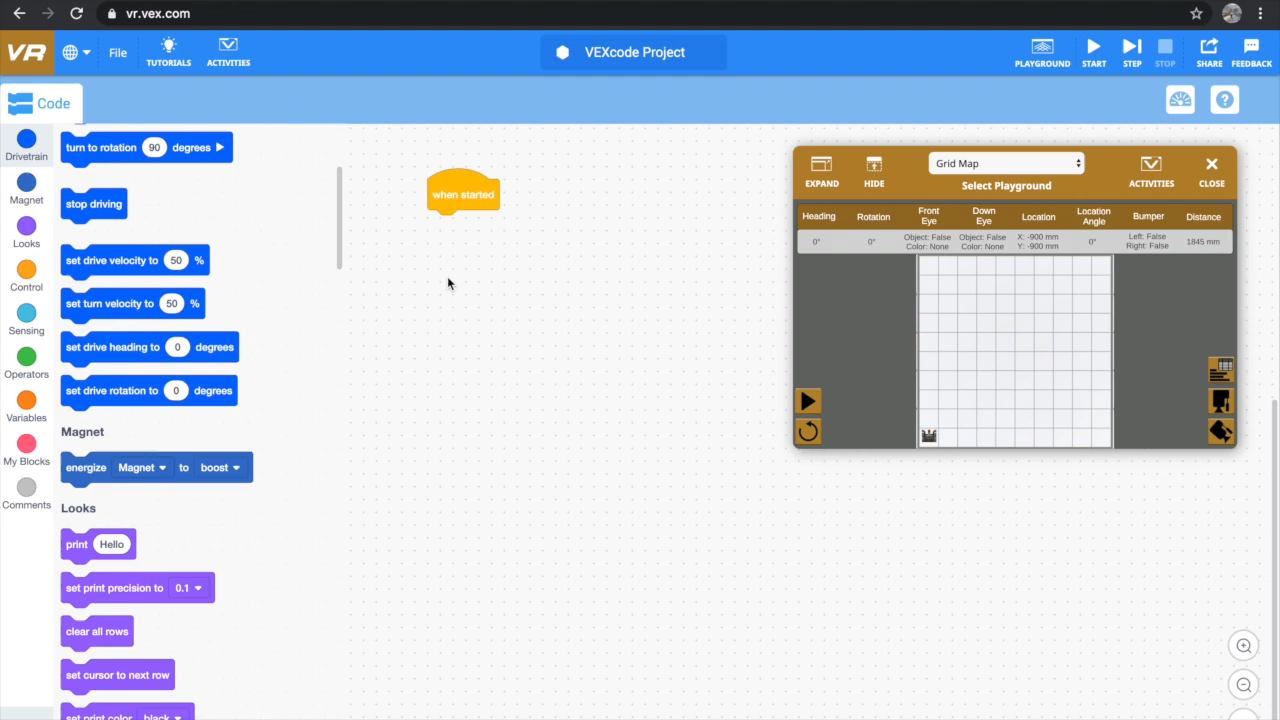 vr.vex.com
VR
File
TUTORIALS
ACTIVITIES
VEXcode Project
PLAYGROUND
START
STEP
STOP
SHARE
FEEDBACK
Code
?
Drivetrain
Magnet
Looks
Control
Sensing
Operators
Variables
My Blocks
Comments
turn to rotation 90 degrees
stop driving
set drive velocity to 50 %
set turn velocity to 50 %
set drive heading to 0 degrees
set drive rotation to 0 degrees
Magnet
energize Magnet to boost
Looks
print Hello
set print precision to 0.1
clear all rows
set cursor to next row
set print color black
when started
EXPAND
HIDE
Grid Map
Select Playground
ACTIVITIES
CLOSE
Heading Rotation Front Eye Down Eye Location Location Angle Bumper Distance
0° 0° Object: False Object: False X: -900 mm 0° Left: False 1845 mm
Color: None Color: None Y: -900 mm Right: False